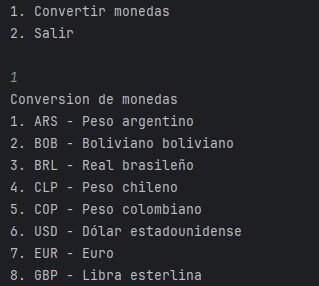 1. Convertir monedas
2. Salir
1
Conversion de monedas
1. ARS - Peso argentino
2. BOB - Boliviano boliviano
3. BRL - Real brasileño
4. CLP - Peso chileno
5. COP - Peso colombiano
6. USD - Dólar estadounidense
7. EUR - Euro
8. GBP - Libra esterlina